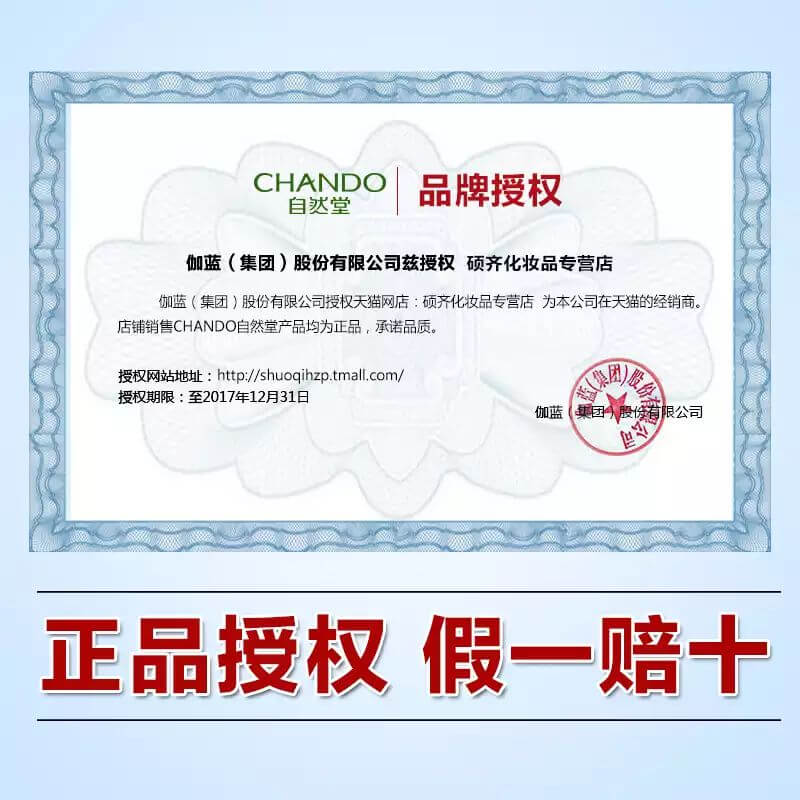 CHANDO
自然堂
品牌授权
伽蓝（集团）股份有限公司兹授权 硕齐化妆品专营店
伽蓝（集团）股份有限公司授权天猫网店：硕齐化妆品专营店 为本公司在天猫的经销商。
店铺销售CHANDO自然堂产品均为正品，承诺品质。
授权网站地址：http://shuoqihzp.tmall.com/
授权期限：至2017年12月31日
伽蓝（集团）股份有限公司
伽蓝(集团)股份有限公司
正品授权 假一赔十